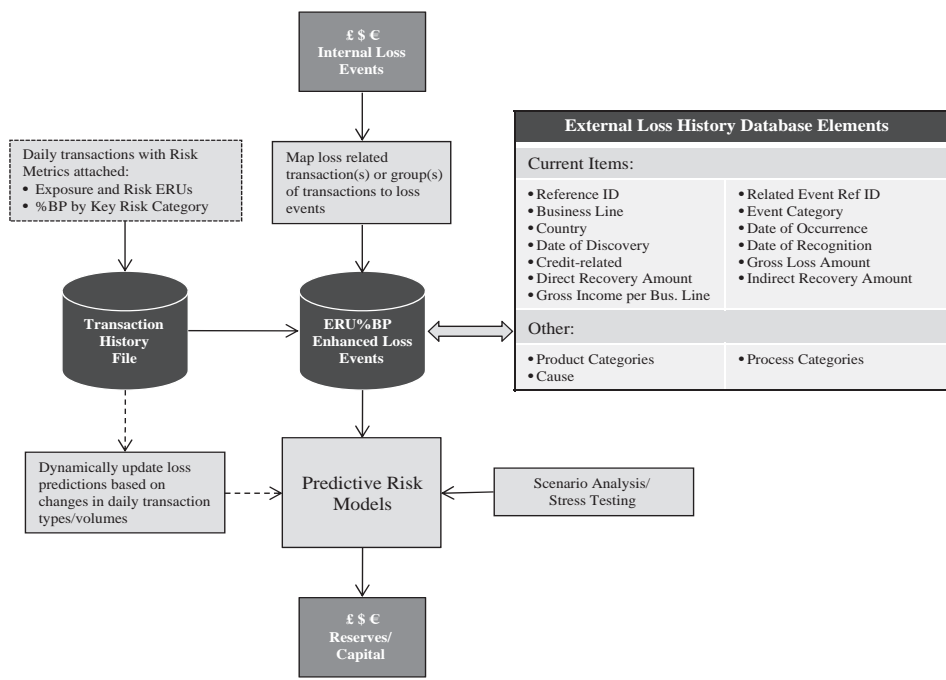 £ $ €
Internal Loss
Events
Daily transactions with Risk
Metrics attached:
• Exposure and Risk ERUs
• %BP by Key Risk Category
Map loss related
transaction(s) or group(s)
of transactions to loss
events
Transaction
History
File
ERU%BP
Enhanced Loss
Events
External Loss History Database Elements
Current Items:
• Reference ID
• Business Line
• Country
• Date of Discovery
• Credit-related
• Direct Recovery Amount
• Gross Income per Bus. Line
• Related Event Ref ID
• Event Category
• Date of Occurrence
• Date of Recognition
• Gross Loss Amount
• Indirect Recovery Amount
Other:
• Product Categories
• Cause
• Process Categories
Dynamically update loss
predictions based on
changes in daily transaction
types/volumes
Predictive Risk
Models
Scenario Analysis/
Stress Testing
£ $ €
Reserves/
Capital